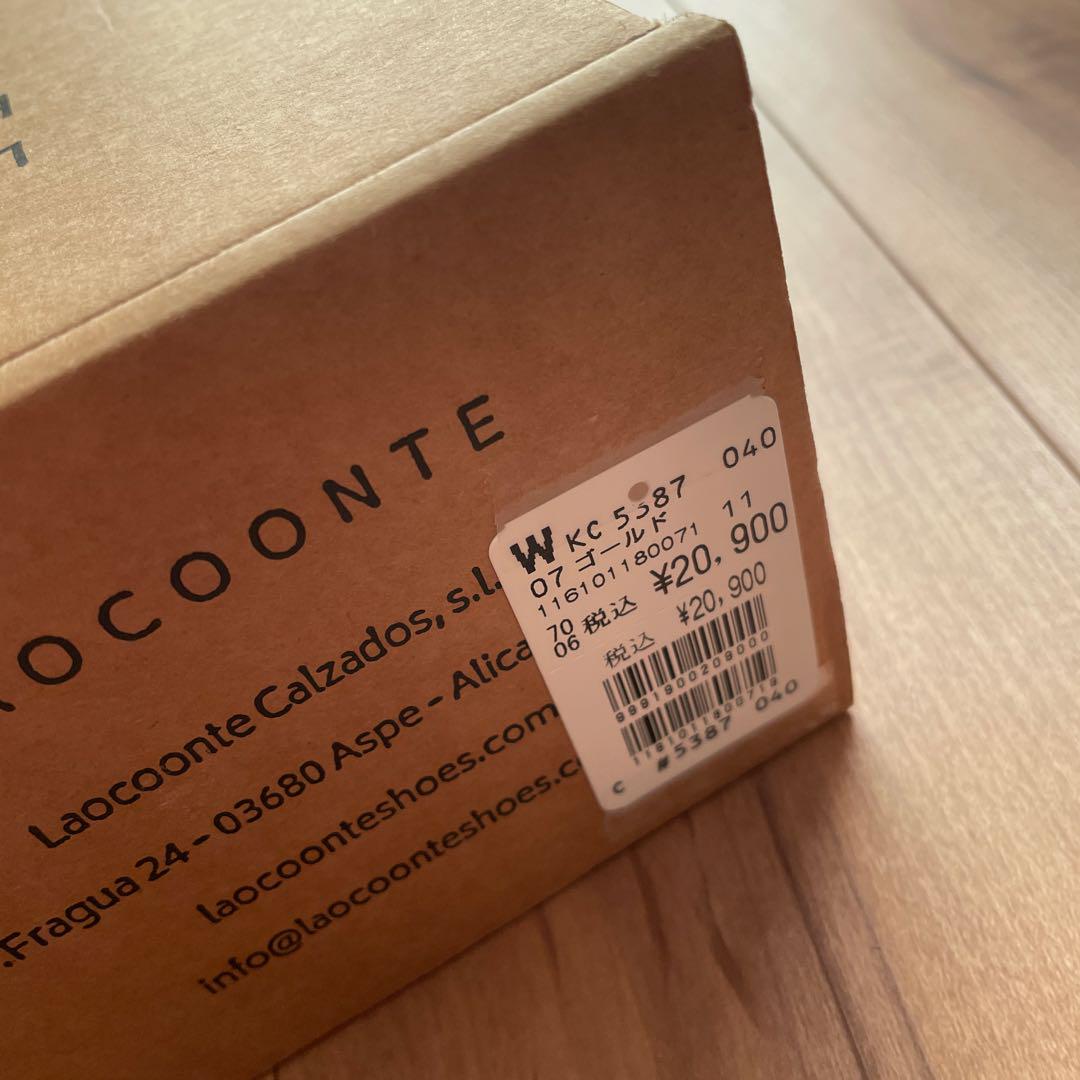 OCOONTE
Laocoonte Calzados, s.l.
.Fragua 24 - 03680 Aspe - Alica
laocoonteshoes.com
info@laocoonteshoes.c
W KC 5387 040
07 ゴールド
116101180071 11
70 税込 ¥20,900
06 税込 ¥20,900
9991900209000
#5387 040
C